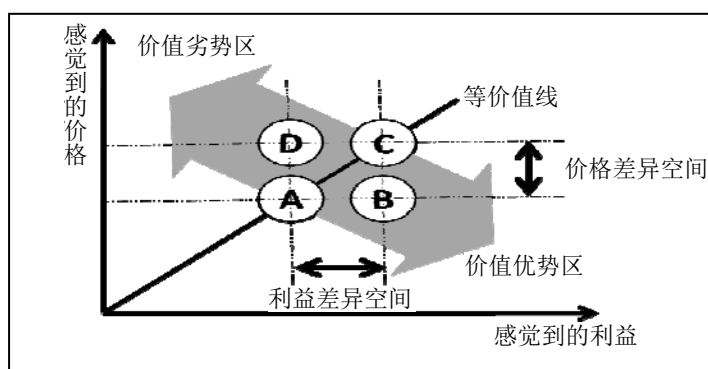 感觉到的价格
价值劣势区
等价值线
D
C
价格差异空间
A
B
价值优势区
利益差异空间
感觉到的利益